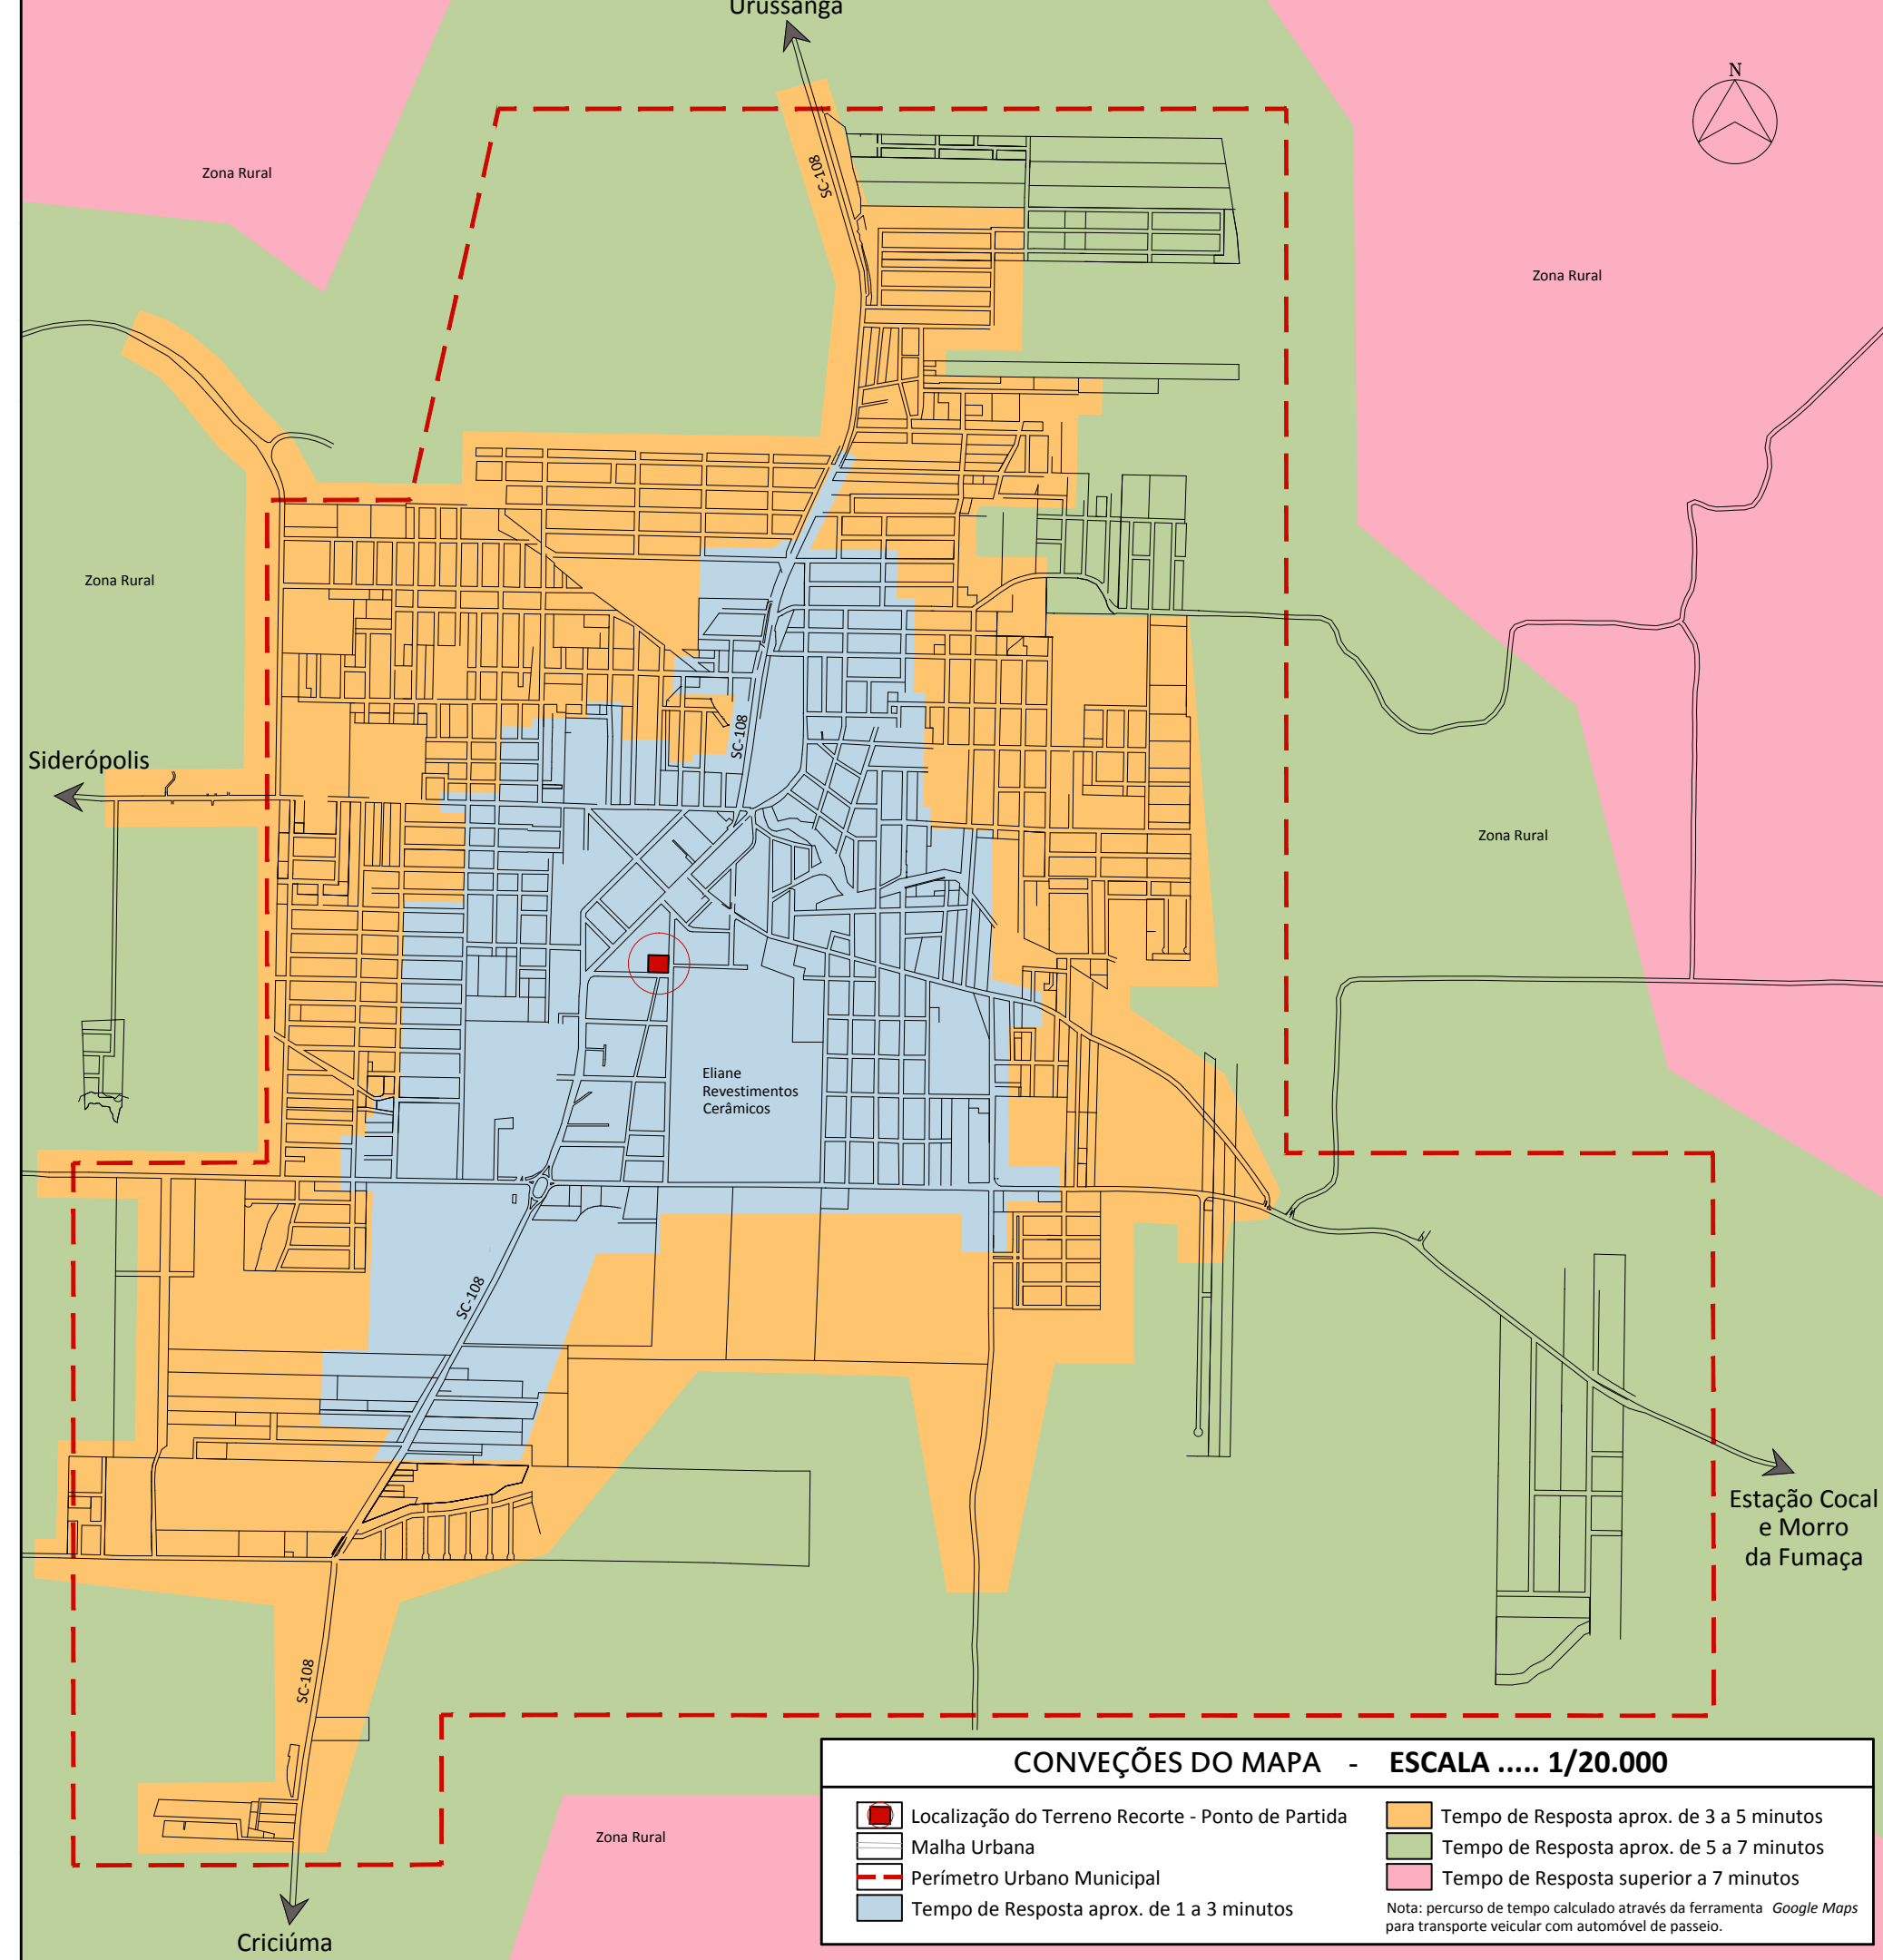 Urussanga
N
SC-108
Zona Rural
Zona Rural
Zona Rural
SC-108
Siderópolis
Zona Rural
Eliane
Revestimentos
Cerâmicos
SC-108
Estação Cocal
e Morro
da Fumaça
SC-108
Zona Rural
Criciúma
CONVEÇÕES DO MAPA - ESCALA ..... 1/20.000
Localização do Terreno Recorte - Ponto de Partida
Malha Urbana
Perímetro Urbano Municipal
Tempo de Resposta aprox. de 1 a 3 minutos
Tempo de Resposta aprox. de 3 a 5 minutos
Tempo de Resposta aprox. de 5 a 7 minutos
Tempo de Resposta superior a 7 minutos
Nota: percurso de tempo calculado através da ferramenta Google Maps
para transporte veicular com automóvel de passeio.